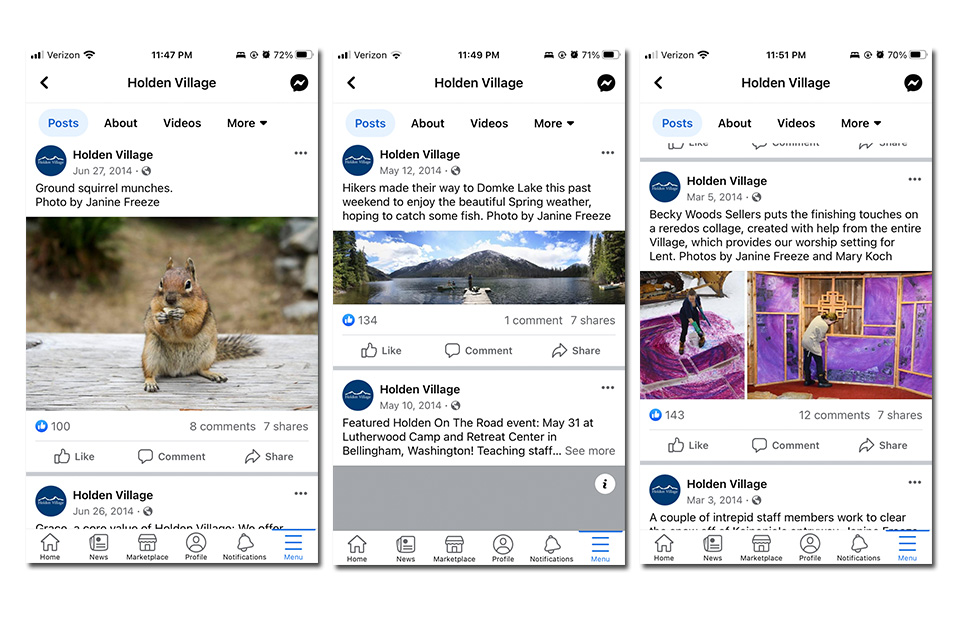 Verizon 11:47 PM 72%
Holden Village
Posts About Videos More
Holden Village
Jun 27, 2014 ·
Ground squirrel munches.
Photo by Janine Freeze
100 8 comments 7 shares
Like Comment Share
Holden Village
Jun 26, 2014 ·
Grace, a core value of Holden Village: We offer
Home News Marketplace Profile Notifications Menu
Verizon 11:49 PM 71%
Holden Village
Posts About Videos More
Holden Village
May 12, 2014 ·
Hikers made their way to Domke Lake this past
weekend to enjoy the beautiful Spring weather,
hoping to catch some fish. Photo by Janine Freeze
134 1 comment 7 shares
Like Comment Share
Holden Village
May 10, 2014 ·
Featured Holden On The Road event: May 31 at
Lutherwood Camp and Retreat Center in
Bellingham, Washington! Teaching staff... See more
i
Home News Marketplace Profile Notifications Menu
Verizon 11:51 PM 70%
Holden Village
Posts About Videos More
Like Comment Share
Holden Village
Mar 5, 2014 ·
Becky Woods Sellers puts the finishing touches on
a reredos collage, created with help from the entire
Village, which provides our worship setting for
Lent. Photos by Janine Freeze and Mary Koch
143 12 comments 7 shares
Like Comment Share
Holden Village
Mar 3, 2014 ·
A couple of intrepid staff members work to clear
the snow off of Koinonia's entryway. Janine Freeze
Home News Marketplace Profile Notifications Menu